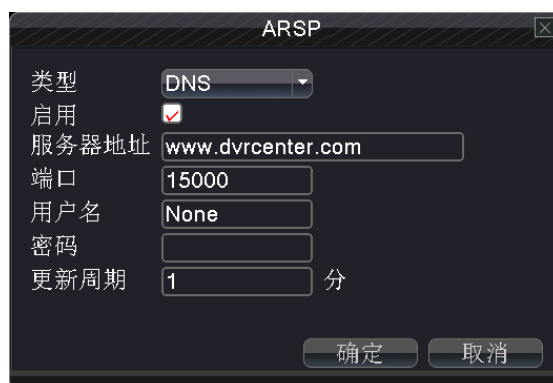 ARSP
类型 DNS
启用
服务器地址 www.dvrcenter.com
端口 15000
用户名 None
密码
更新周期 1 分
确定 取消